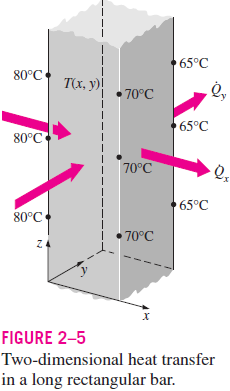 65°C
80°C
T(x, y)
70°C
Q̇y
65°C
80°C
70°C
Q̇x
65°C
80°C
70°C
z
y
x
FIGURE 2–5
Two-dimensional heat transfer
in a long rectangular bar.